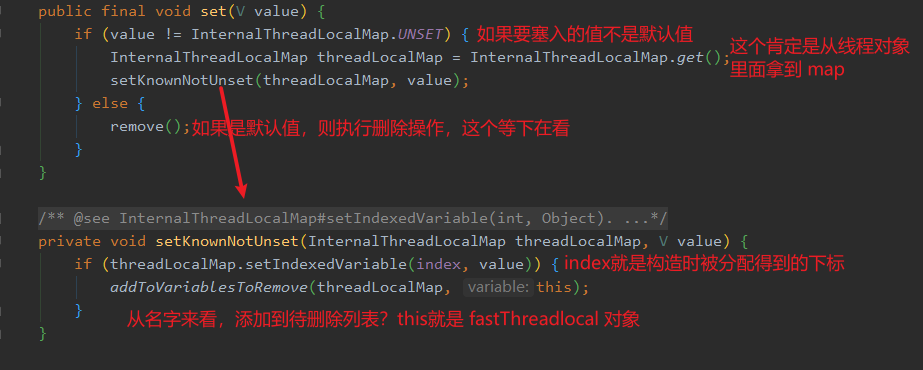 public final void set(V value) {
if (value != InternalThreadLocalMap.UNSET) { 如果要塞入的值不是默认值
InternalThreadLocalMap threadLocalMap = InternalThreadLocalMap.get(); 这个肯定是从线程对象
里面拿到 map
setKnownNotUnset(threadLocalMap, value);
} else {
remove(); 如果是默认值，则执行删除操作，这个等下在看
}
}
/** @see InternalThreadLocalMap#setIndexedVariable(int, Object). ...*/
private void setKnownNotUnset(InternalThreadLocalMap threadLocalMap, V value) {
if (threadLocalMap.setIndexedVariable(index, value)) { index就是构造时被分配得到的下标
addToVariablesToRemove(threadLocalMap, variable: this);
} 从名字来看，添加到待删除列表？this就是 fastThreadlocal 对象
}